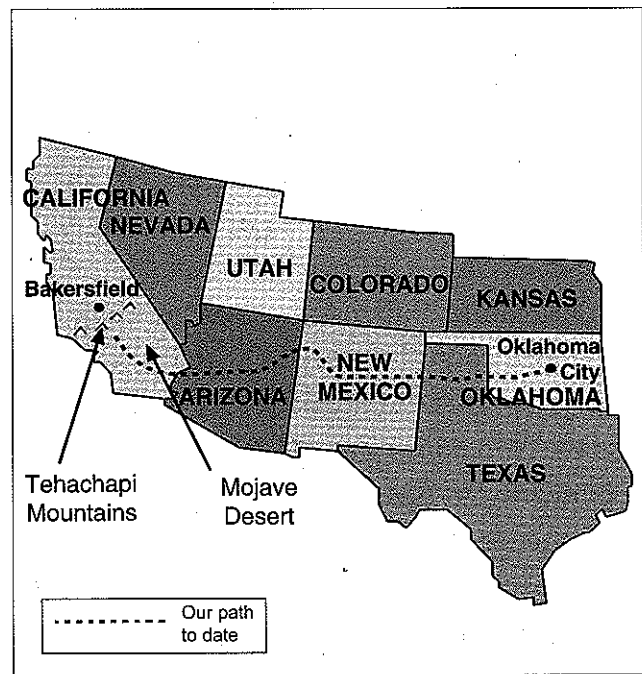 CALIFORNIA
NEVADA
UTAH
COLORADO
KANSAS
Bakersfield
Oklahoma
City
OKLAHOMA
ARIZONA
NEW
MEXICO
TEXAS
Tehachapi
Mountains
Mojave
Desert
Our path
to date